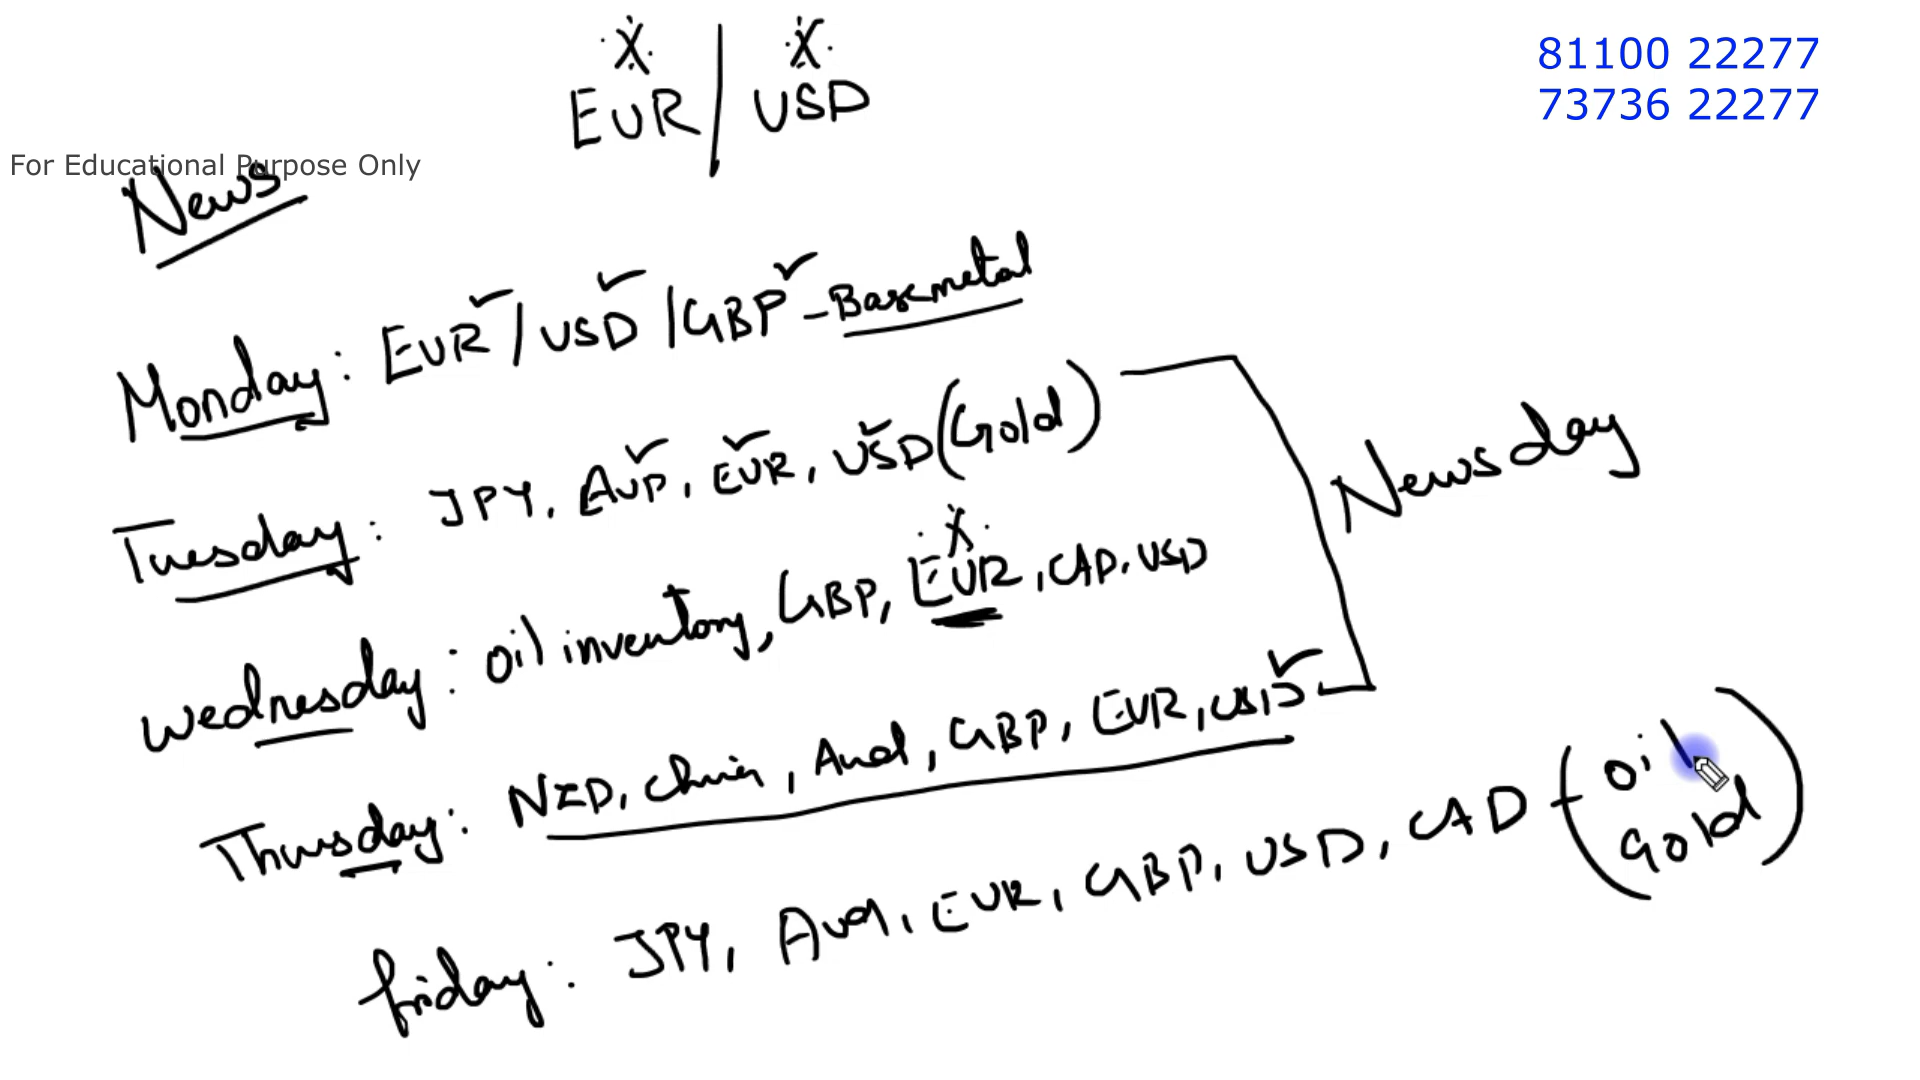 EUR / USD
81100 22277
73736 22277
For Educational Purpose Only
News
Monday: EUR / USD / GBP - Basemetal
Tuesday: JPY, AUD, EUR, USD (Gold)
Newsday
Wednesday: oil inventory, GBP, EUR, CAD, USD
Thursday: NZD, China, Aud, GBP, EUR, USD
friday: JPY, Aud, EUR, GBP, USD, CAD - (oil
Gold)